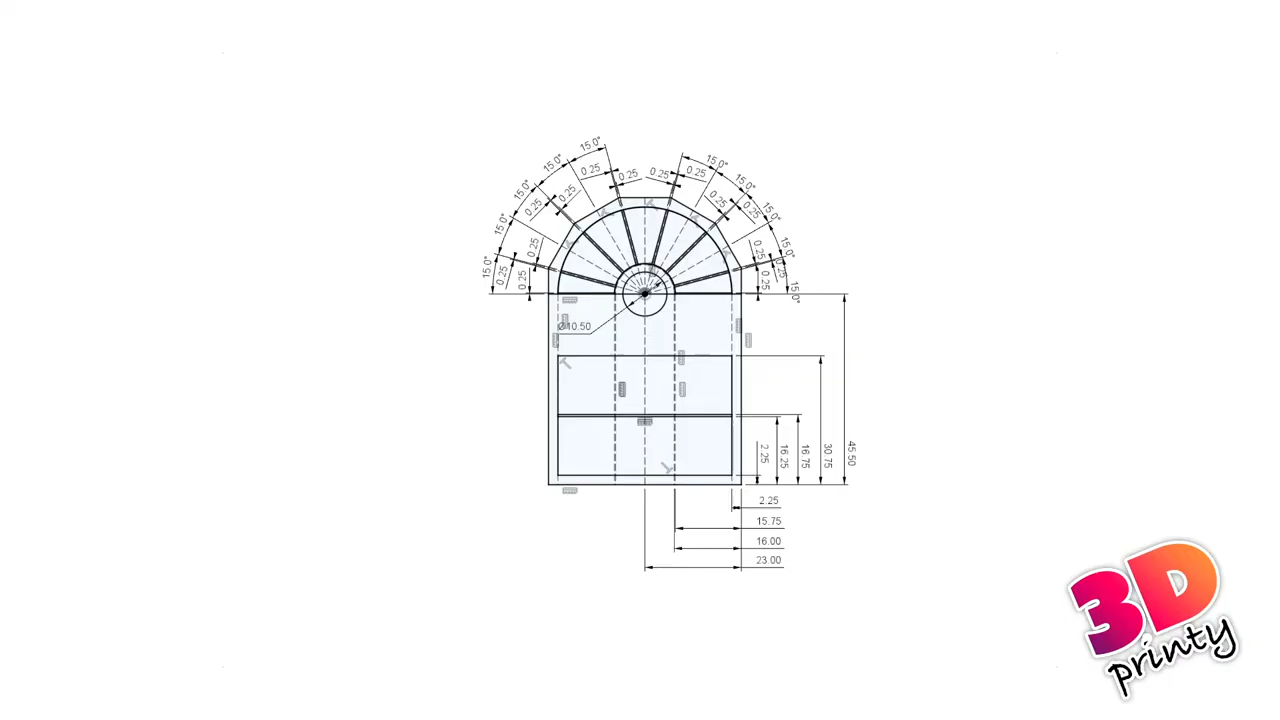 15.0° 15.0°
15.0° 15.0°
0.25 0.25 0.25 0.25
15.0° 15.0°
0.25 0.25 0.25 0.25
15.0° 15.0°
0.25 0.25
15.0° 15.0°
0.25 0.25 0.25 0.25
15.0°
Ø10.50
2.25 16.25 16.75 30.75 45.50
2.25
15.75
16.00
23.00
3D
printy